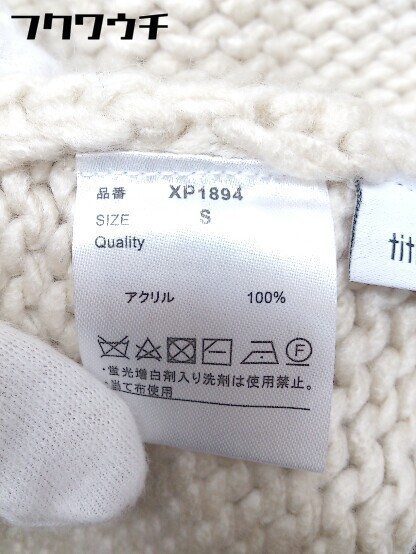 フクワウチ
品番 XP1894
SIZE S
Quality
アクリル 100%
F
・蛍光増白剤入り洗剤は使用禁止。
・当て布使用
tit